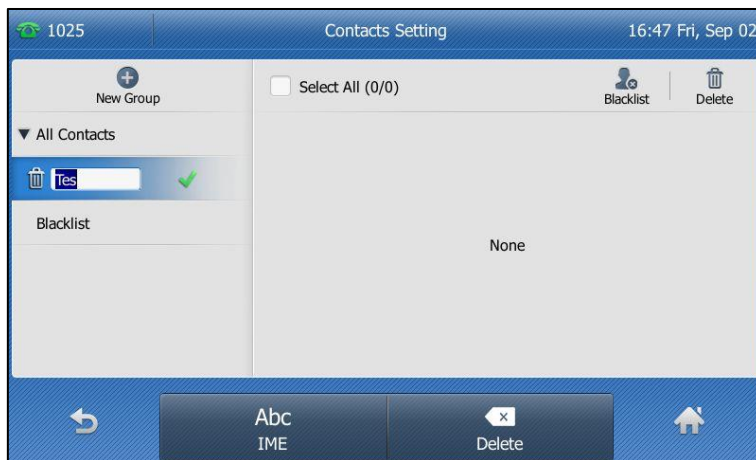 1025 Contacts Setting 16:47 Fri, Sep 02
New Group
Select All (0/0)
Blacklist Delete
All Contacts
Tes
Blacklist
None
Abc
IME
Delete